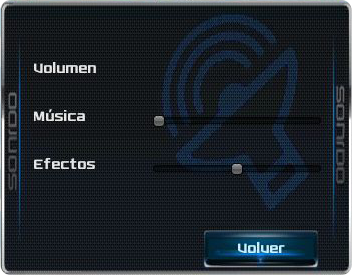 Volumen
Música
Efectos
SONIDO
SONIDO
Volver